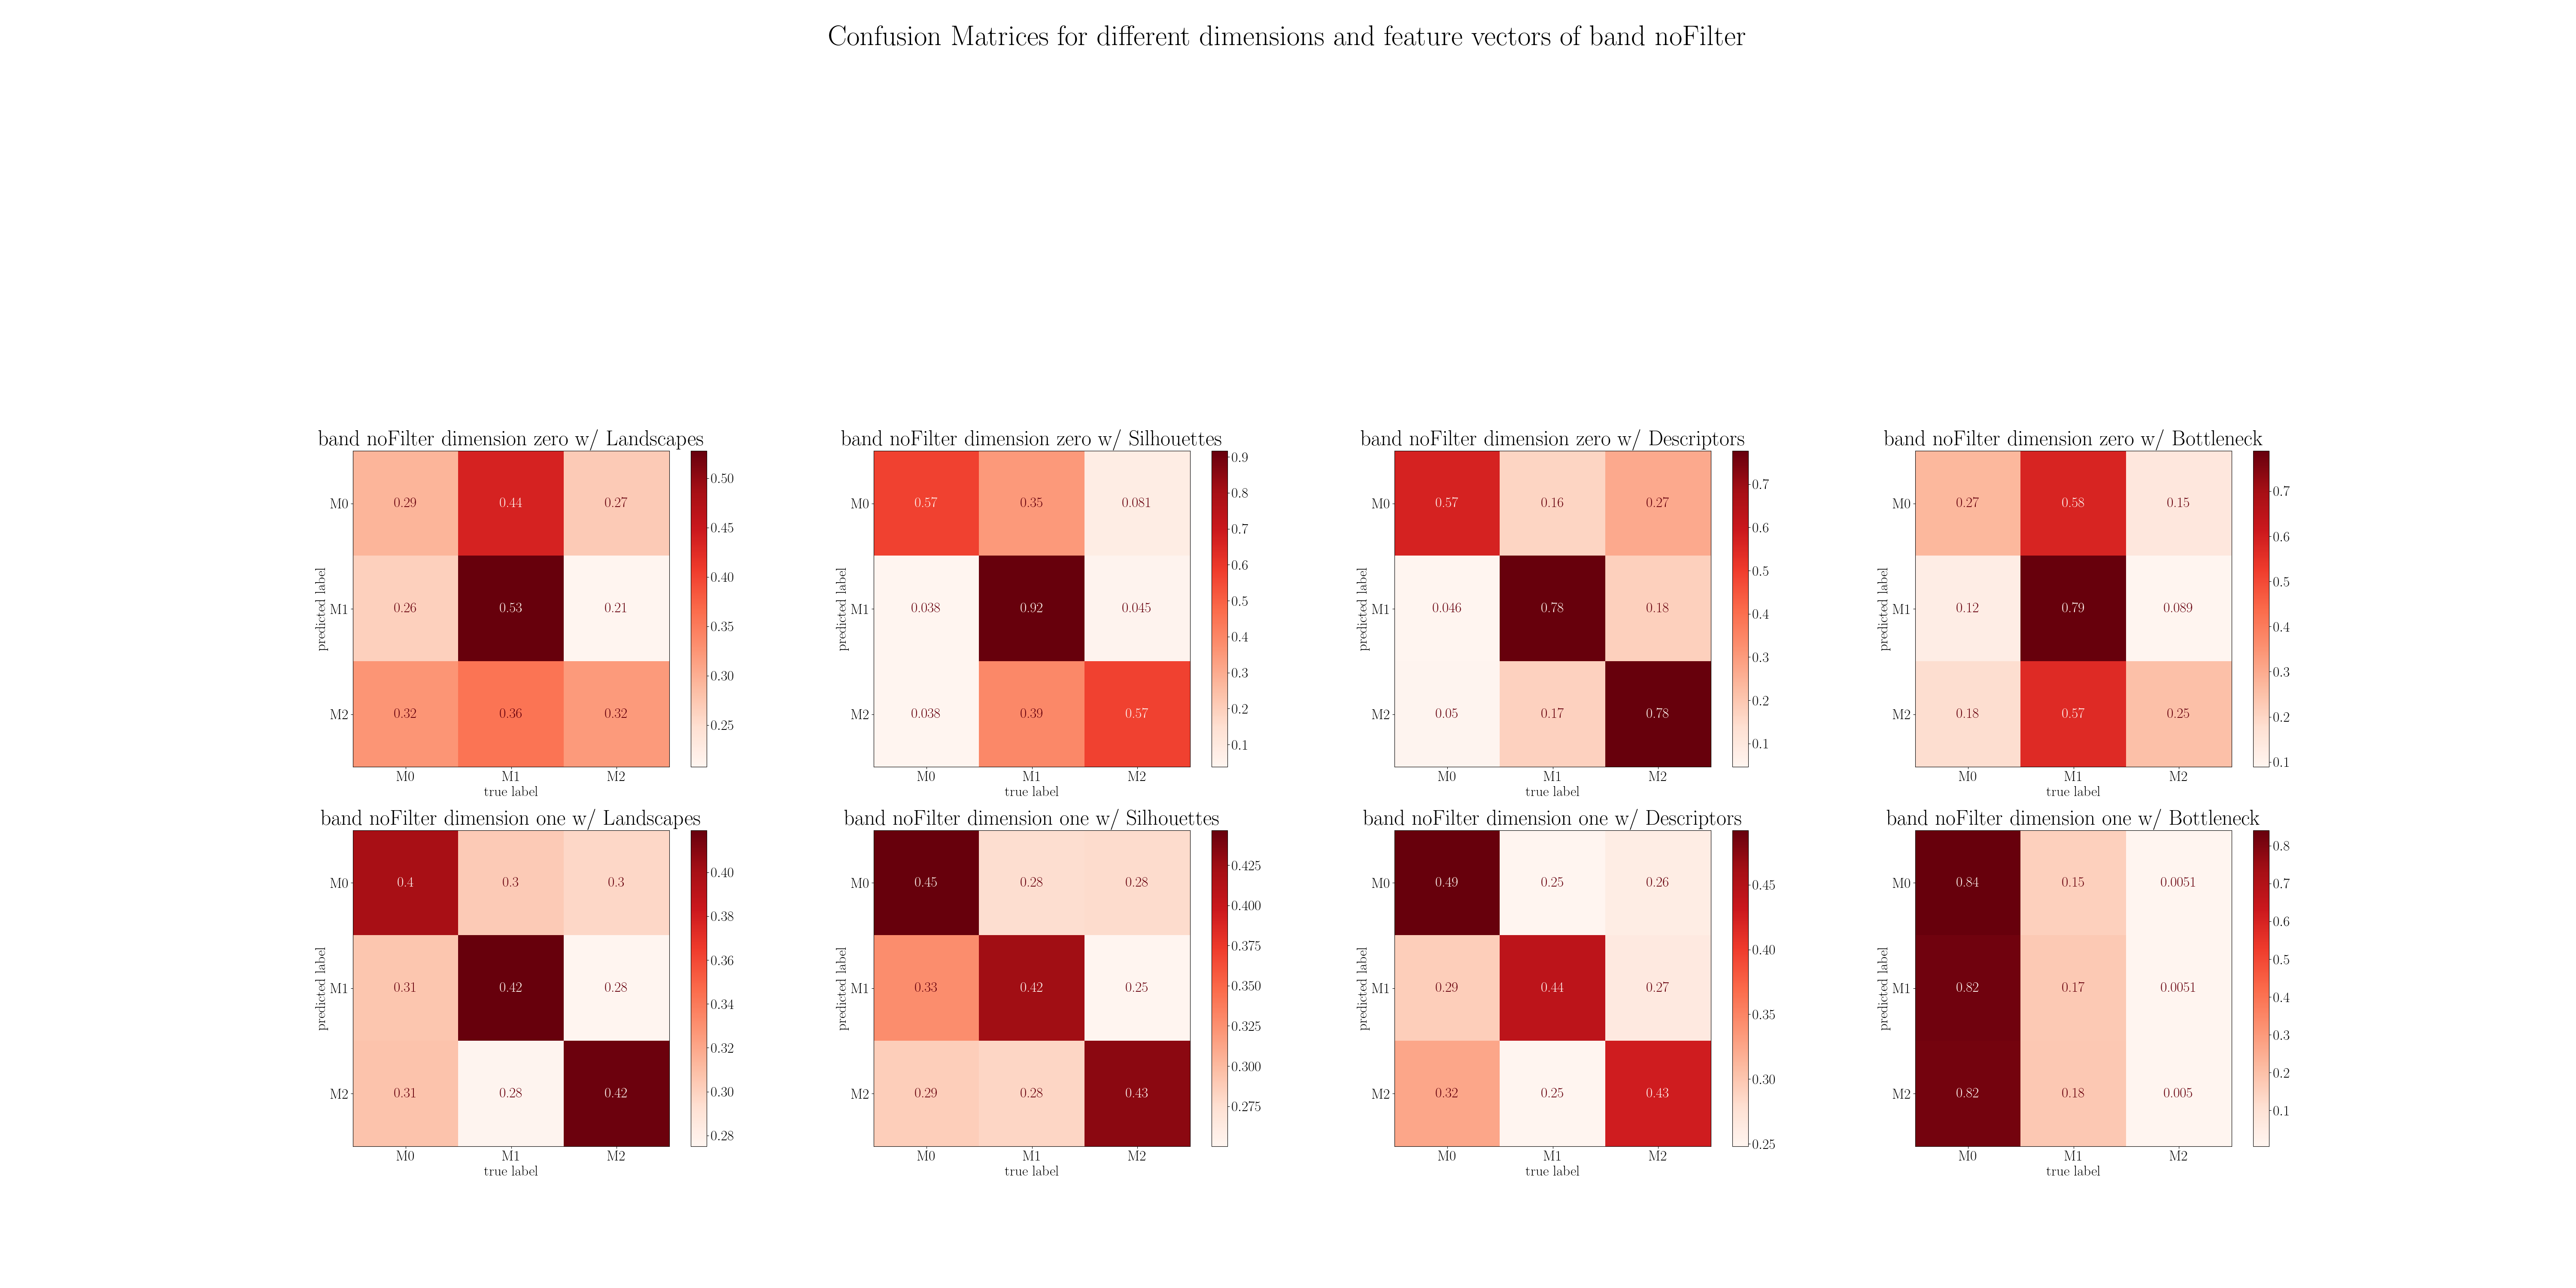 Confusion Matrices for different dimensions and feature vectors of band noFilter
band noFilter dimension zero w/ Landscapes
M0 0.29 0.44 0.27
M1 0.26 0.53 0.21
M2 0.32 0.36 0.32
M0 M1 M2
true label
predicted label
0.50
0.45
0.40
0.35
0.30
0.25
band noFilter dimension zero w/ Silhouettes
M0 0.57 0.35 0.081
M1 0.038 0.92 0.045
M2 0.038 0.39 0.57
M0 M1 M2
true label
predicted label
0.9
0.8
0.7
0.6
0.5
0.4
0.3
0.2
0.1
band noFilter dimension zero w/ Descriptors
M0 0.57 0.16 0.27
M1 0.046 0.78 0.18
M2 0.05 0.17 0.78
M0 M1 M2
true label
predicted label
0.7
0.6
0.5
0.4
0.3
0.2
0.1
band noFilter dimension zero w/ Bottleneck
M0 0.27 0.58 0.15
M1 0.12 0.79 0.089
M2 0.18 0.57 0.25
M0 M1 M2
true label
predicted label
0.7
0.6
0.5
0.4
0.3
0.2
0.1
band noFilter dimension one w/ Landscapes
M0 0.4 0.3 0.3
M1 0.31 0.42 0.28
M2 0.31 0.28 0.42
M0 M1 M2
true label
predicted label
0.40
0.38
0.36
0.34
0.32
0.30
0.28
band noFilter dimension one w/ Silhouettes
M0 0.45 0.28 0.28
M1 0.33 0.42 0.25
M2 0.29 0.28 0.43
M0 M1 M2
true label
predicted label
0.425
0.400
0.375
0.350
0.325
0.300
0.275
band noFilter dimension one w/ Descriptors
M0 0.49 0.25 0.26
M1 0.29 0.44 0.27
M2 0.32 0.25 0.43
M0 M1 M2
true label
predicted label
0.45
0.40
0.35
0.30
0.25
band noFilter dimension one w/ Bottleneck
M0 0.84 0.15 0.0051
M1 0.82 0.17 0.0051
M2 0.82 0.18 0.005
M0 M1 M2
true label
predicted label
0.8
0.7
0.6
0.5
0.4
0.3
0.2
0.1